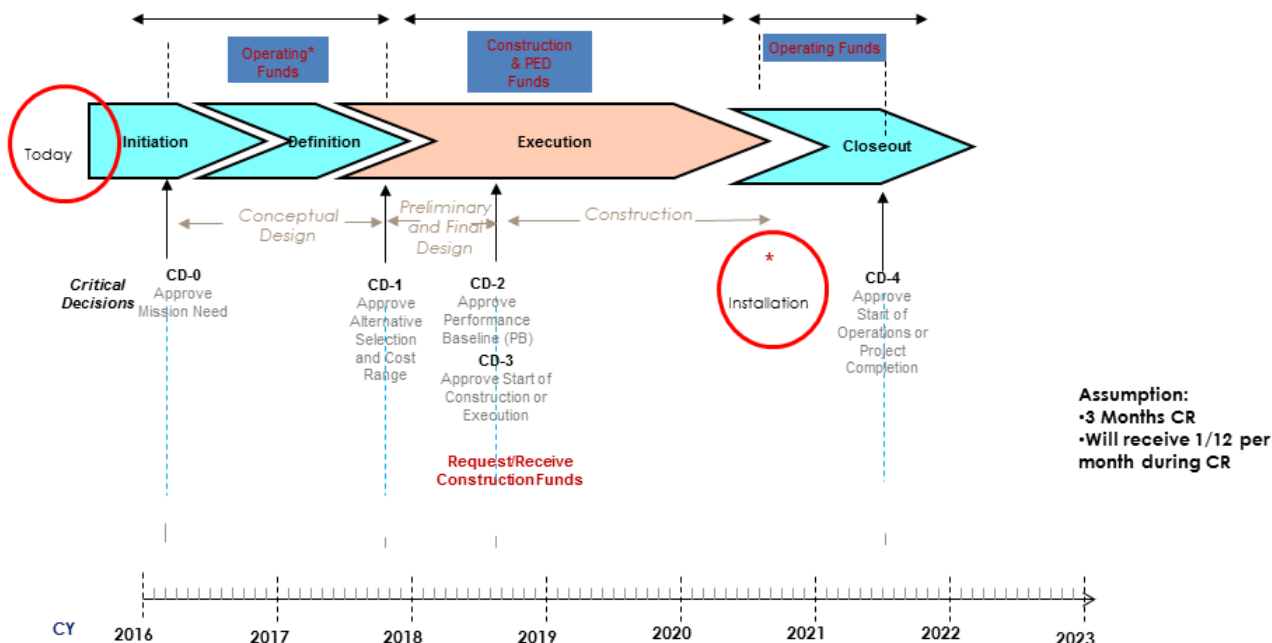 Operating*
Funds
Construction
& PED
Funds
Operating Funds
Today
Initiation
Definition
Execution
Closeout
Conceptual
Design
Preliminary
and Final
Design
Construction
Critical
Decisions
CD-0
Approve
Mission Need
CD-1
Approve
Alternative
Selection
and Cost
Range
CD-2
Approve
Performance
Baseline (PB)
CD-3
Approve Start of
Construction or
Execution
Request/Receive
Construction Funds
*
Installation
CD-4
Approve
Start of
Operations or
Project
Completion
Assumption:
•3 Months CR
•Will receive 1/12 per
month during CR
CY
2016
2017
2018
2019
2020
2021
2022
2023